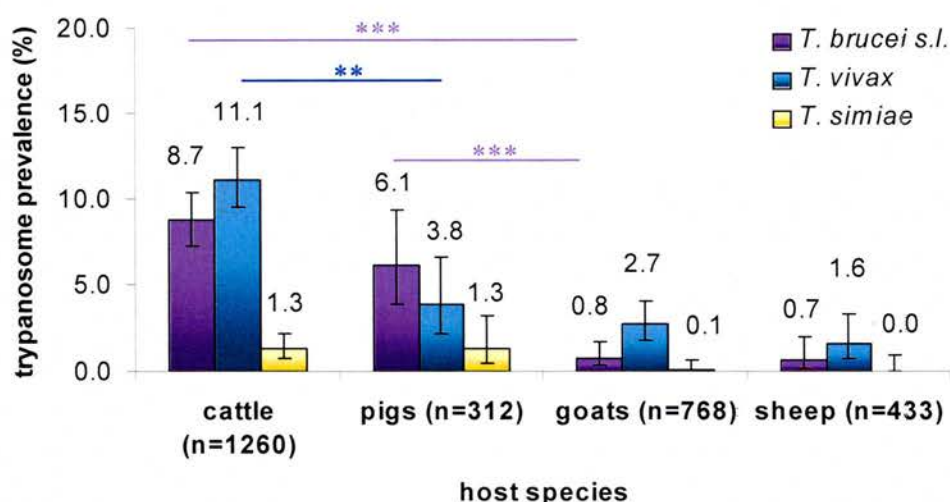 20.0
15.0
10.0
5.0
0.0
trypanosome prevalence (%)
***
**
***
T. brucei s.l.
T. vivax
T. simiae
8.7
11.1
1.3
6.1
3.8
1.3
0.8
2.7
0.1
0.7
1.6
0.0
cattle
(n=1260)
pigs (n=312)
goats (n=768)
sheep (n=433)
host species